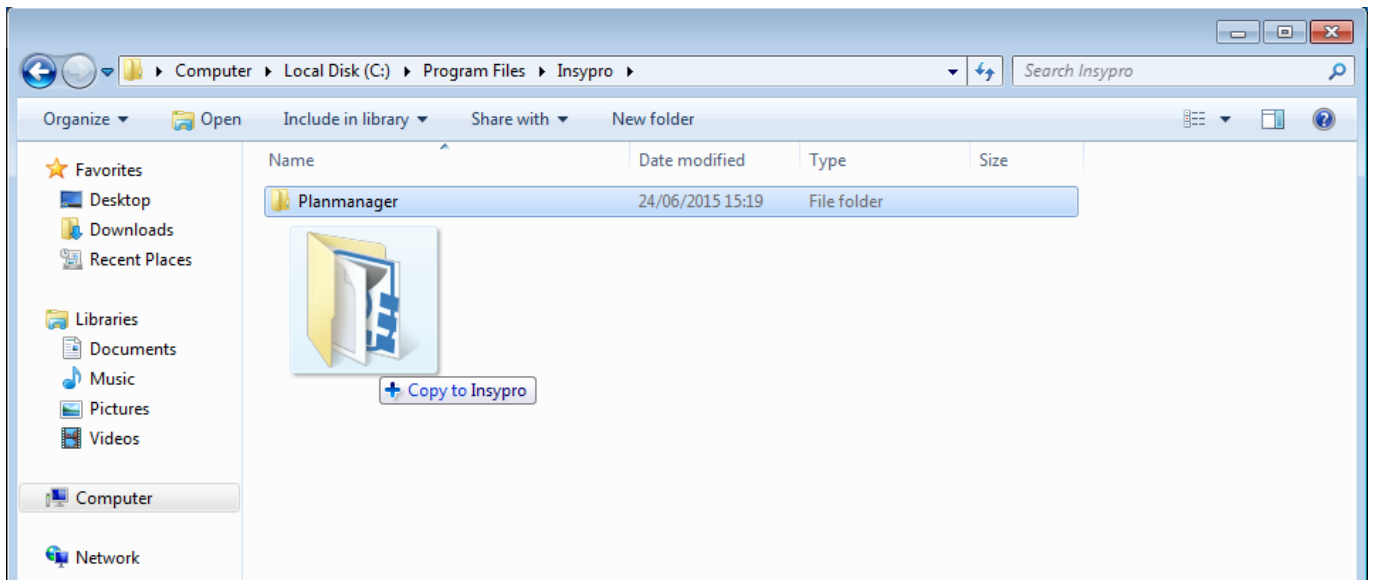 Computer Local Disk (C:) Program Files Insypro Search Insypro
Organize Open Include in library Share with New folder
Name Date modified Type Size
Favorites
Planmanager 24/06/2015 15:19 File folder
Desktop
Downloads
Recent Places
Libraries
Documents
Music
Pictures
Videos
Computer
Network
Copy to Insypro